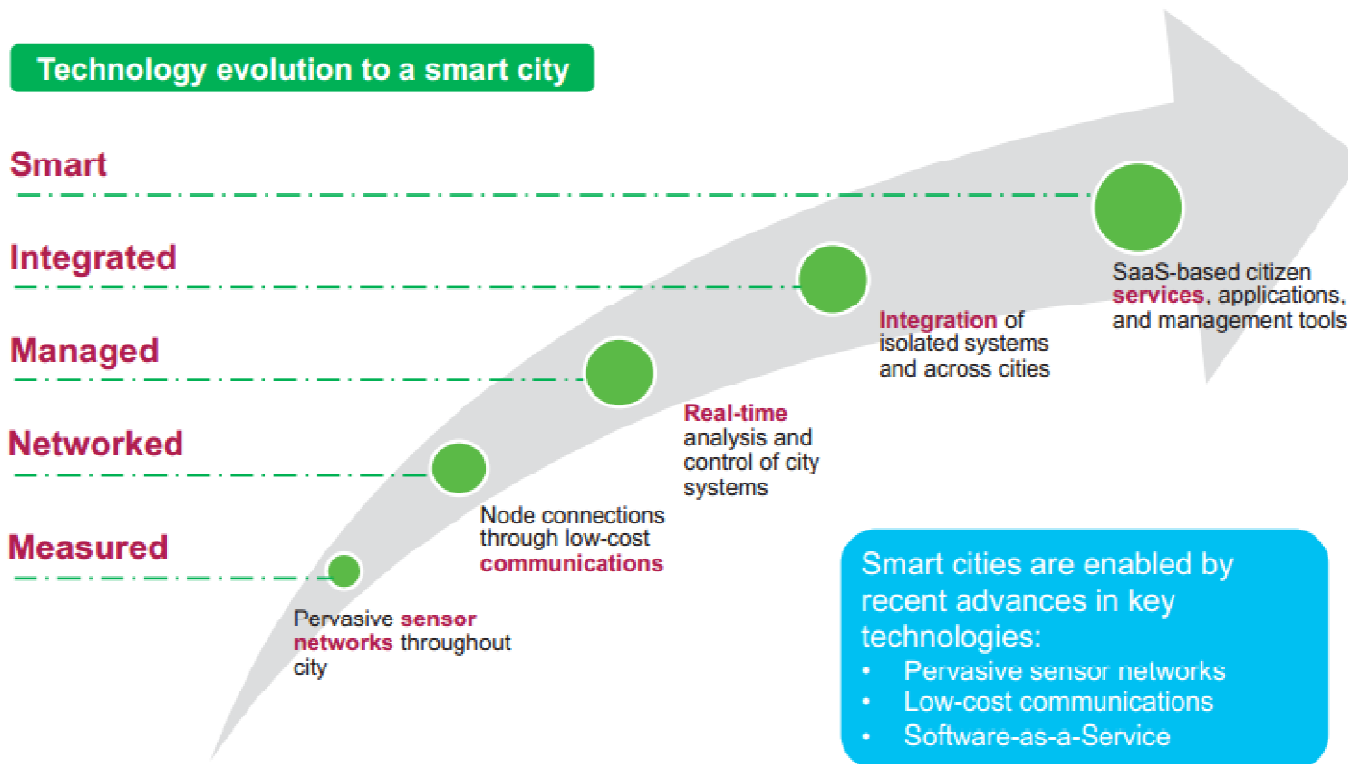 Technology evolution to a smart city
Smart
Integrated
Managed
Networked
Measured
SaaS-based citizen
services, applications,
and management tools
Integration of
isolated systems
and across cities
Real-time
analysis and
control of city
systems
Node connections
through low-cost
communications
Pervasive sensor
networks throughout
city
Smart cities are enabled by
recent advances in key
technologies:
• Pervasive sensor networks
• Low-cost communications
• Software-as-a-Service